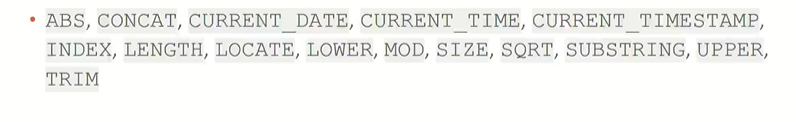 • ABS, CONCAT, CURRENT_DATE, CURRENT_TIME, CURRENT_TIMESTAMP,
INDEX, LENGTH, LOCATE, LOWER, MOD, SIZE, SQRT, SUBSTRING, UPPER,
TRIM